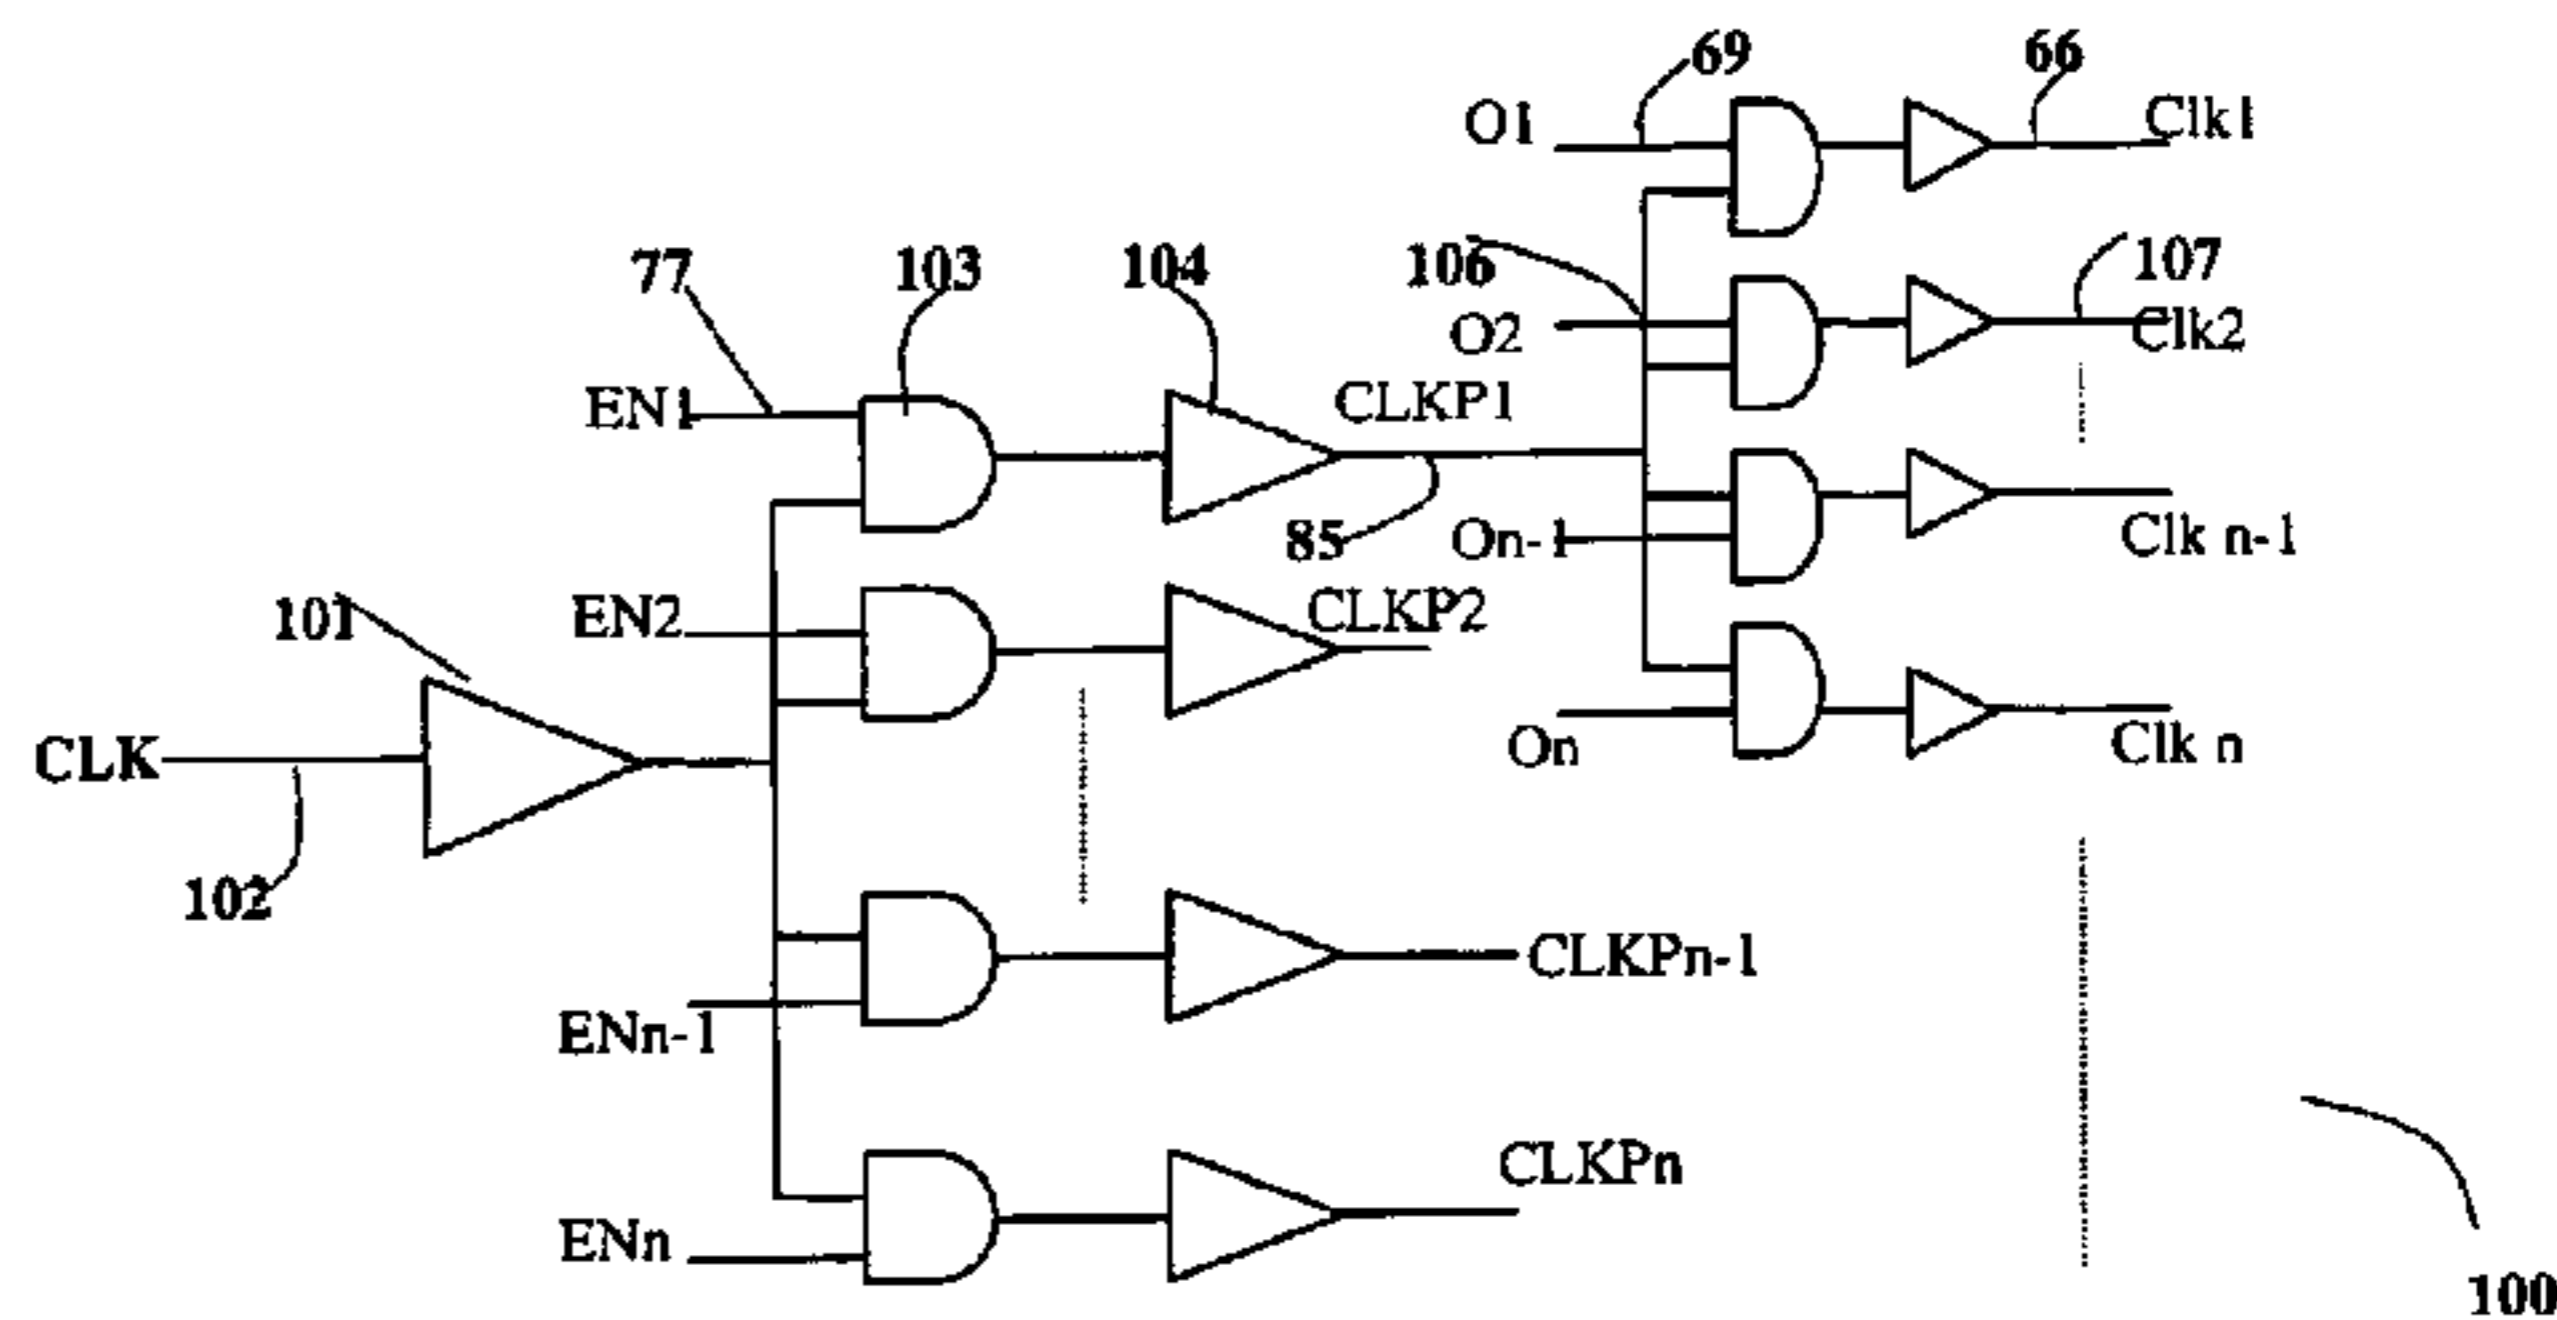 69
66
O1
Clk1
77
103
104
106
107
O2
Clk2
EN1
CLKP1
85
On-1
Clk n-1
101
EN2
CLKP2
CLK
On
Clk n
102
CLKPn-1
ENn-1
CLKPn
ENn
100